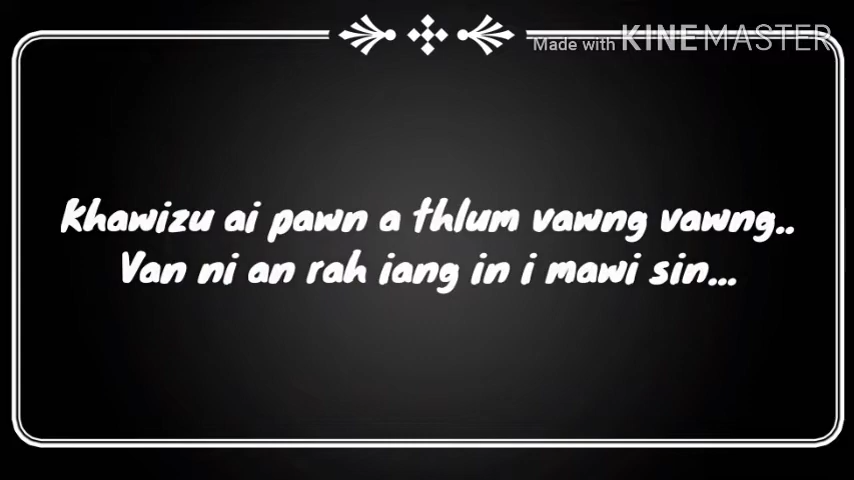 Made with KINEMASTER
Khawizu ai pawn a thlum vawng vawng..
Van ni an rah iang in i mawi sin...